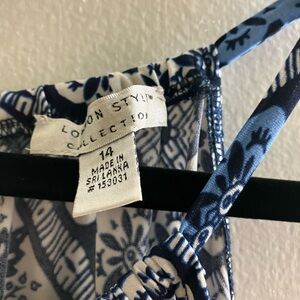 LONDON STYLE
COLLECTION
14
MADE IN
SRI LANKA
#153031